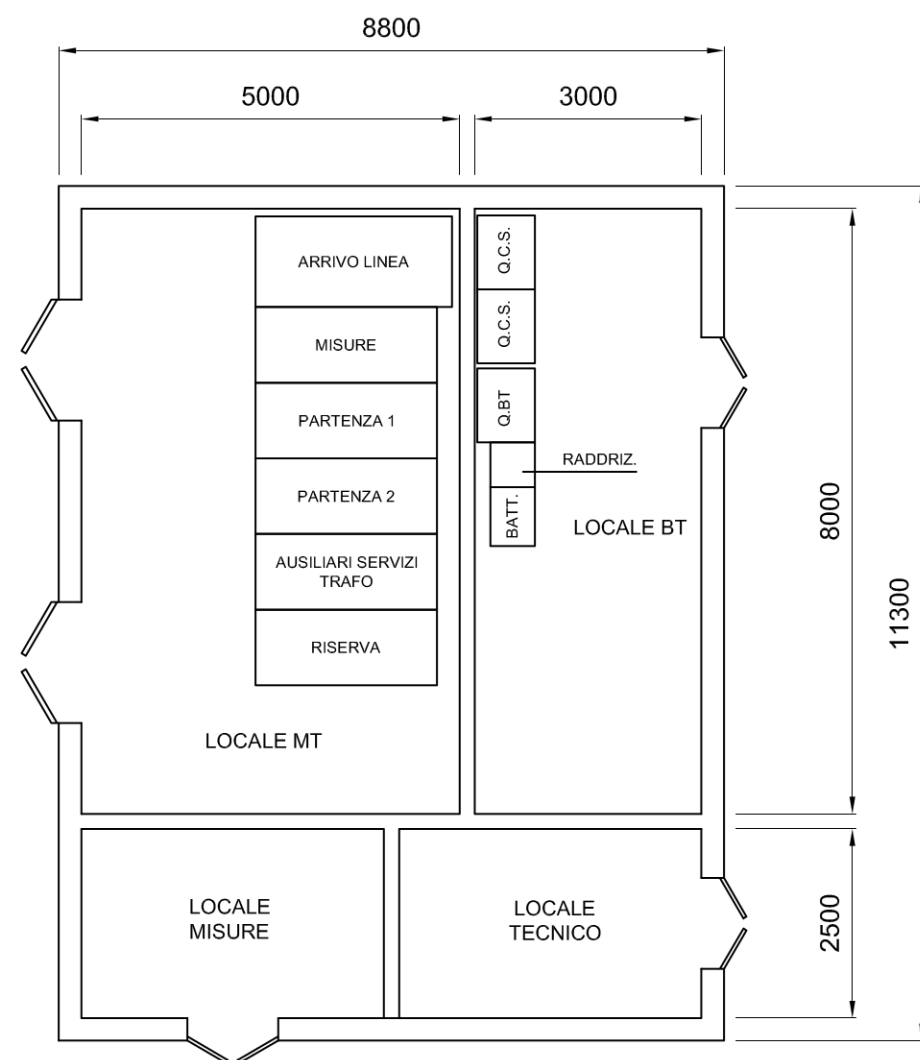 8800
5000
3000
ARRIVO LINEA
MISURE
PARTENZA 1
PARTENZA 2
AUSILIARI SERVIZI
TRAFO
RISERVA
LOCALE MT
Q.C.S.
Q.C.S.
Q.BT
RADDRIZ.
BATT.
LOCALE BT
8000
11300
LOCALE
MISURE
LOCALE
TECNICO
2500